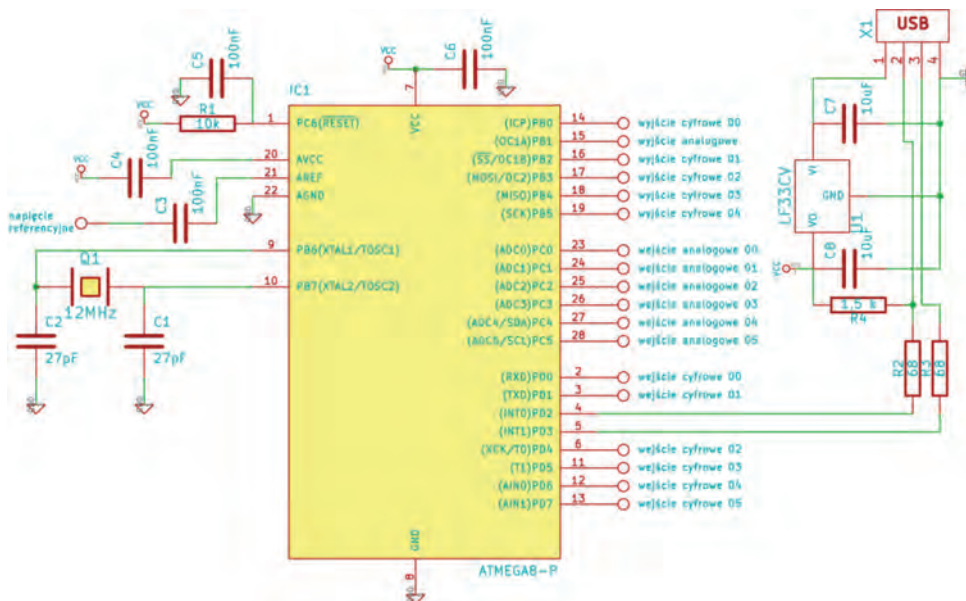 X1
USB
1 2 3 4
C5
100nF
VCC
C6
100nF
GND
IC1
7
C7
10uF
VCC
R1
10k
1
PC6(RESET)
VCC
(ICP)PB0
14
wyjście cyfrowe 00
(OC1A)PB1
15
wyjście analogowe
(SS/OC1B)PB2
16
wyjście cyfrowe 01
(MOSI/OC2)PB3
17
wyjście cyfrowe 02
(MISO)PB4
18
wyjście cyfrowe 03
(SCK)PB5
19
wyjście cyfrowe 04
VCC
C4
100nF
20
AVCC
21
AREF
22
AGND
napięcie
referencyjne
C3
100nF
GND
LF33CV
VI
GND
VO
U1
9
PB6(XTAL1/TOSC1)
10
PB7(XTAL2/TOSC2)
(ADC0)PC0
23
wejście analogowe 00
(ADC1)PC1
24
wejście analogowe 01
(ADC2)PC2
25
wejście analogowe 02
(ADC3)PC3
26
wejście analogowe 03
(ADC4/SDA)PC4
27
wejście analogowe 04
(ADC5/SCL)PC5
28
wejście analogowe 05
VCC
C8
10uF
1,5 k
R4
Q1
12MHz
C2
27pF
C1
27pF
GND
GND
R2
68
R3
68
(RXD)PD0
2
wejście cyfrowe 00
(TXD)PD1
3
wejście cyfrowe 01
(INT0)PD2
4
(INT1)PD3
5
(XCK/T0)PD4
6
wejście cyfrowe 02
(T1)PD5
11
wejście cyfrowe 03
(AIN0)PD6
12
wejście cyfrowe 04
(AIN1)PD7
13
wejście cyfrowe 05
GND
8
ATMEGA8-P
GND